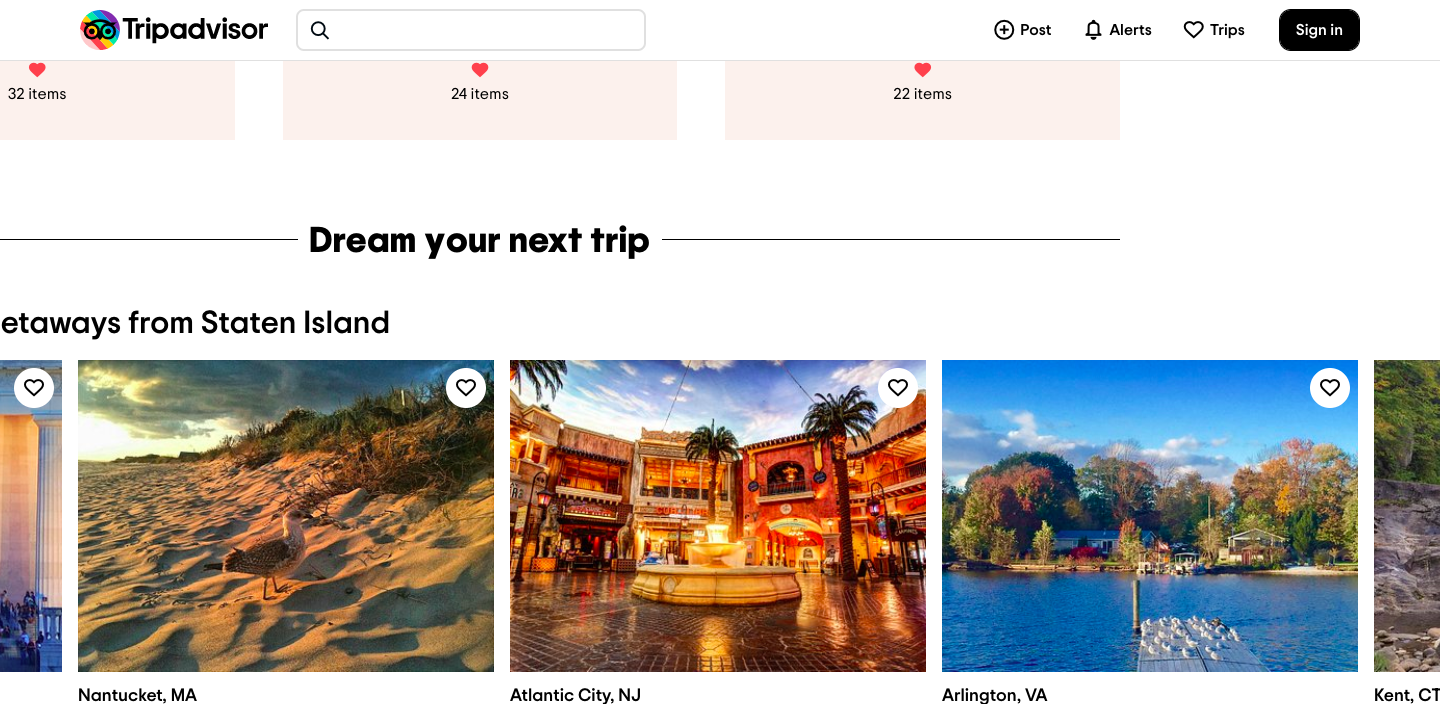 Tripadvisor
Post
Alerts
Trips
Sign in
32 items
24 items
22 items
Dream your next trip
etaways from Staten Island
Nantucket, MA
Atlantic City, NJ
Arlington, VA
Kent, CT